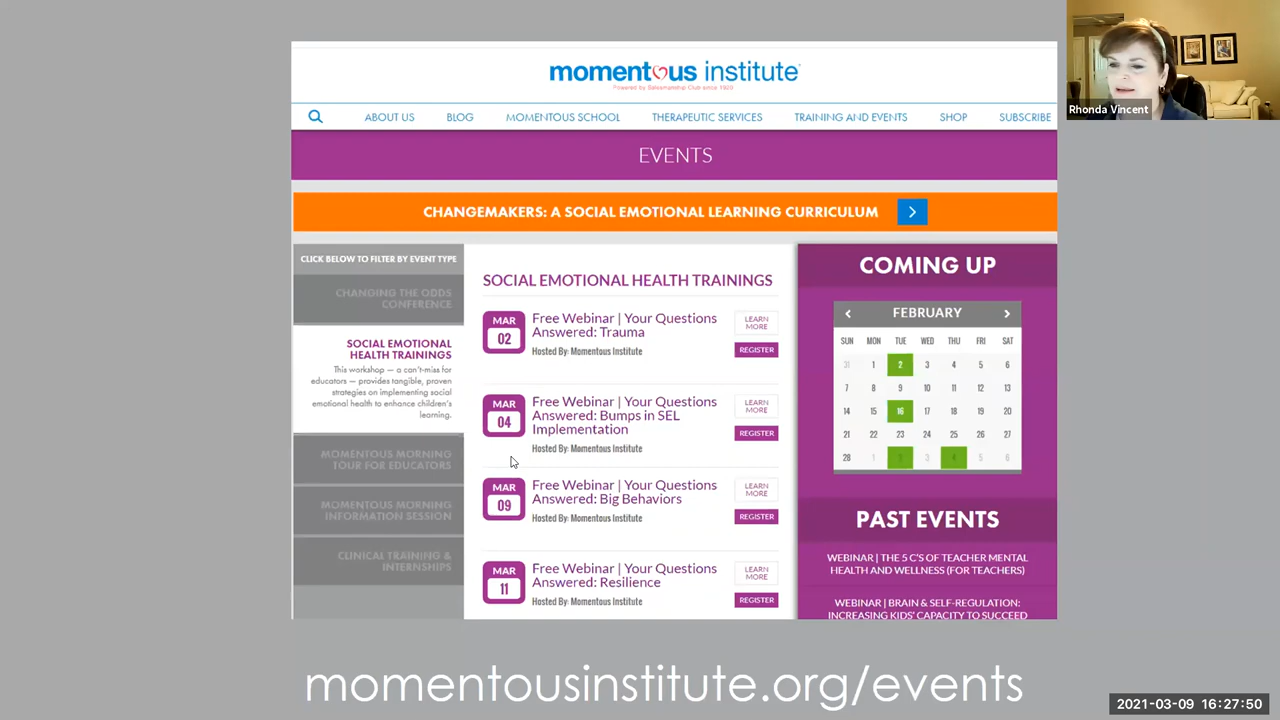 momentous institute
Powered by Salesmanship Club since 1920
ABOUT US BLOG MOMENTOUS SCHOOL THERAPEUTIC SERVICES TRAINING AND EVENTS SHOP SUBSCRIBE
EVENTS
CHANGEMAKERS: A SOCIAL EMOTIONAL LEARNING CURRICULUM
CLICK BELOW TO FILTER BY EVENT TYPE
CHANGING THE ODDS
CONFERENCE
SOCIAL EMOTIONAL
HEALTH TRAININGS
This workshop — a can't-miss for
educators — provides tangible, proven
strategies on implementing social
emotional health to enhance children's
learning.
MOMENTOUS MORNING
TOUR FOR EDUCATORS
MOMENTOUS MORNING
INFORMATION SESSION
CLINICAL TRAINING &
INTERNSHIPS
SOCIAL EMOTIONAL HEALTH TRAININGS
MAR
02
Free Webinar | Your Questions
Answered: Trauma
Hosted By: Momentous Institute
LEARN
MORE
REGISTER
MAR
04
Free Webinar | Your Questions
Answered: Bumps in SEL
Implementation
Hosted By: Momentous Institute
LEARN
MORE
REGISTER
MAR
09
Free Webinar | Your Questions
Answered: Big Behaviors
Hosted By: Momentous Institute
LEARN
MORE
REGISTER
MAR
11
Free Webinar | Your Questions
Answered: Resilience
Hosted By: Momentous Institute
LEARN
MORE
REGISTER
COMING UP
FEBRUARY
SUN MON TUE WED THU FRI SAT
31 1 2 3 4 5 6
7 8 9 10 11 12 13
14 15 16 17 18 19 20
21 22 23 24 25 26 27
28 1 2 3 4 5 6
PAST EVENTS
WEBINAR | THE 5 C'S OF TEACHER MENTAL
HEALTH AND WELLNESS (FOR TEACHERS)
WEBINAR | BRAIN & SELF-REGULATION:
INCREASING KIDS' CAPACITY TO SUCCEED
momentousinstitute.org/events
Rhonda Vincent
2021-03-09 16:27:50